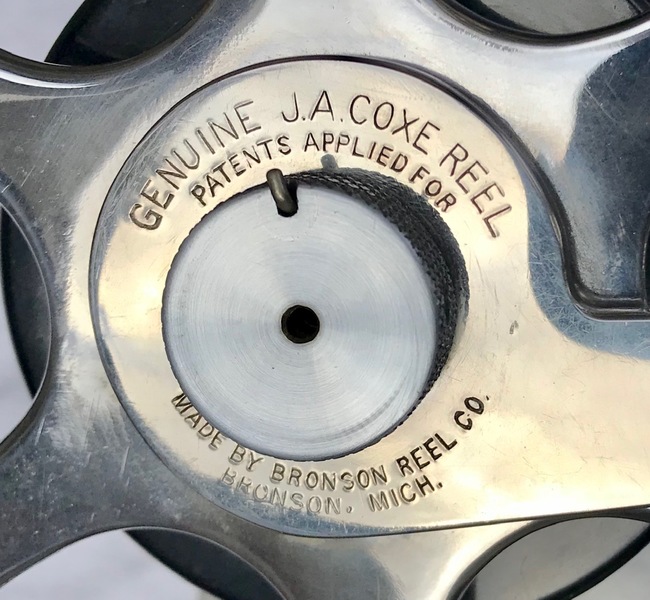 GENUINE J.A.COXE REEL
PATENTS APPLIED FOR
MADE BY BRONSON REEL CO.
BRONSON, MICH.